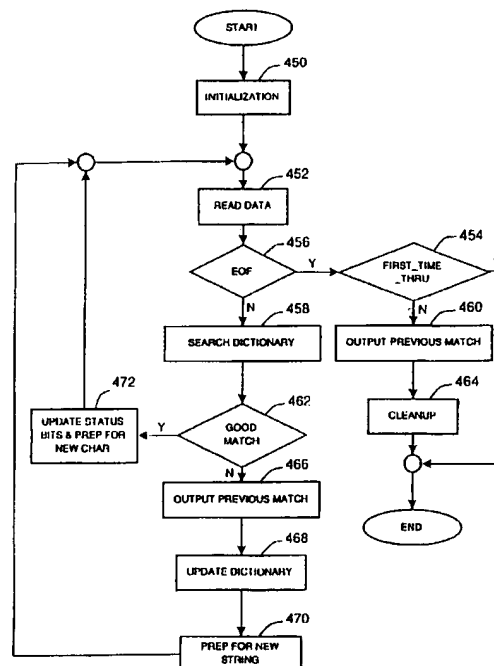 START
450
INITIALIZATION
452
READ DATA
456
EOF
Y
454
FIRST_TIME
_THRU
N
N
458
SEARCH DICTIONARY
460
OUTPUT PREVIOUS MATCH
472
UPDATE STATUS
BITS & PREP FOR
NEW CHAR
Y
462
GOOD
MATCH
464
CLEANUP
N
466
OUTPUT PREVIOUS MATCH
END
468
UPDATE DICTIONARY
470
PREP FOR NEW
STRING